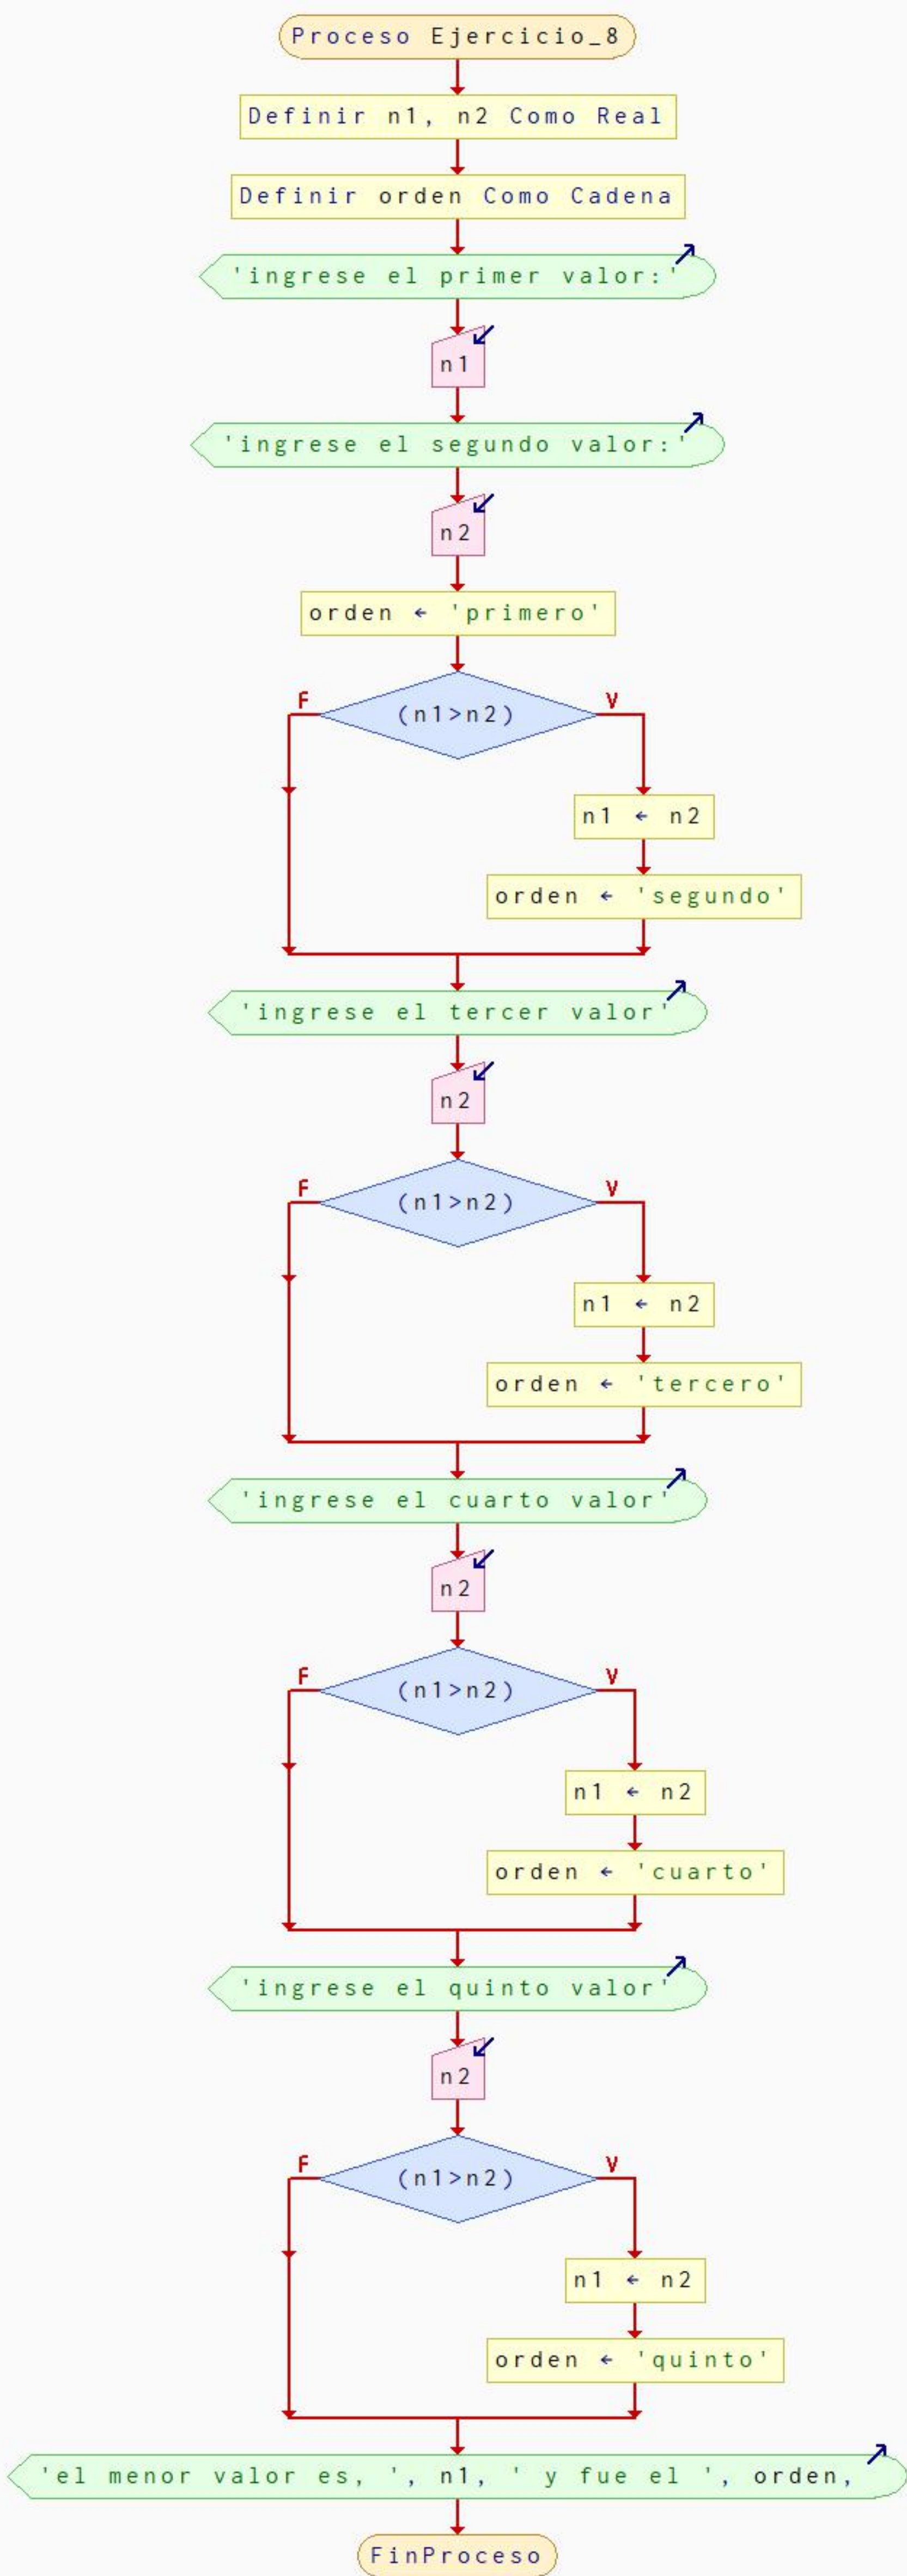 Proceso Ejercicio_8
Definir n1, n2 Como Real
Definir orden Como Cadena
'ingrese el primer valor:'
n1
'ingrese el segundo valor:'
n2
orden ← 'primero'
F (n1>n2) V
n1 ← n2
orden ← 'segundo'
'ingrese el tercer valor'
n2
F (n1>n2) V
n1 ← n2
orden ← 'tercero'
'ingrese el cuarto valor'
n2
F (n1>n2) V
n1 ← n2
orden ← 'cuarto'
'ingrese el quinto valor'
n2
F (n1>n2) V
n1 ← n2
orden ← 'quinto'
'el menor valor es, ', n1, ' y fue el ', orden,
FinProceso